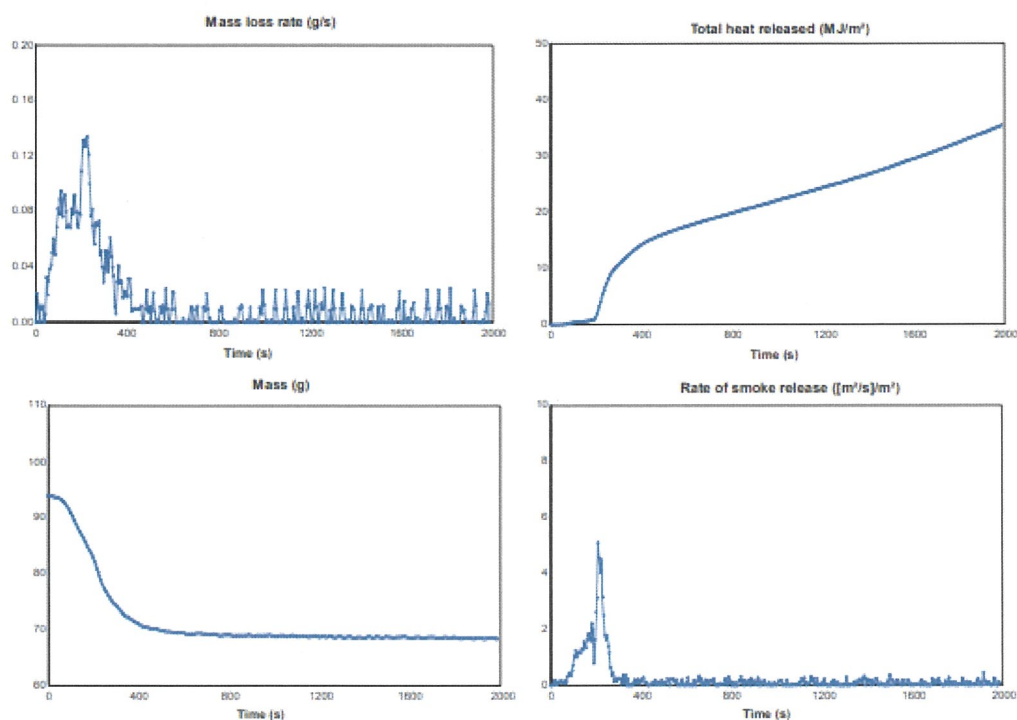 Mass loss rate (g/s)
0.20
0.16
0.12
0.08
0.04
0.00
0 400 800 1200 1600 2000
Time (s)
Total heat released (MJ/m²)
50
40
30
20
10
0
0 400 800 1200 1600 2000
Time (s)
Mass (g)
110
100
90
80
70
60
0 400 800 1200 1600 2000
Time (s)
Rate of smoke release ([m²/s]/m²)
10
8
6
4
2
0
0 400 800 1200 1600 2000
Time (s)